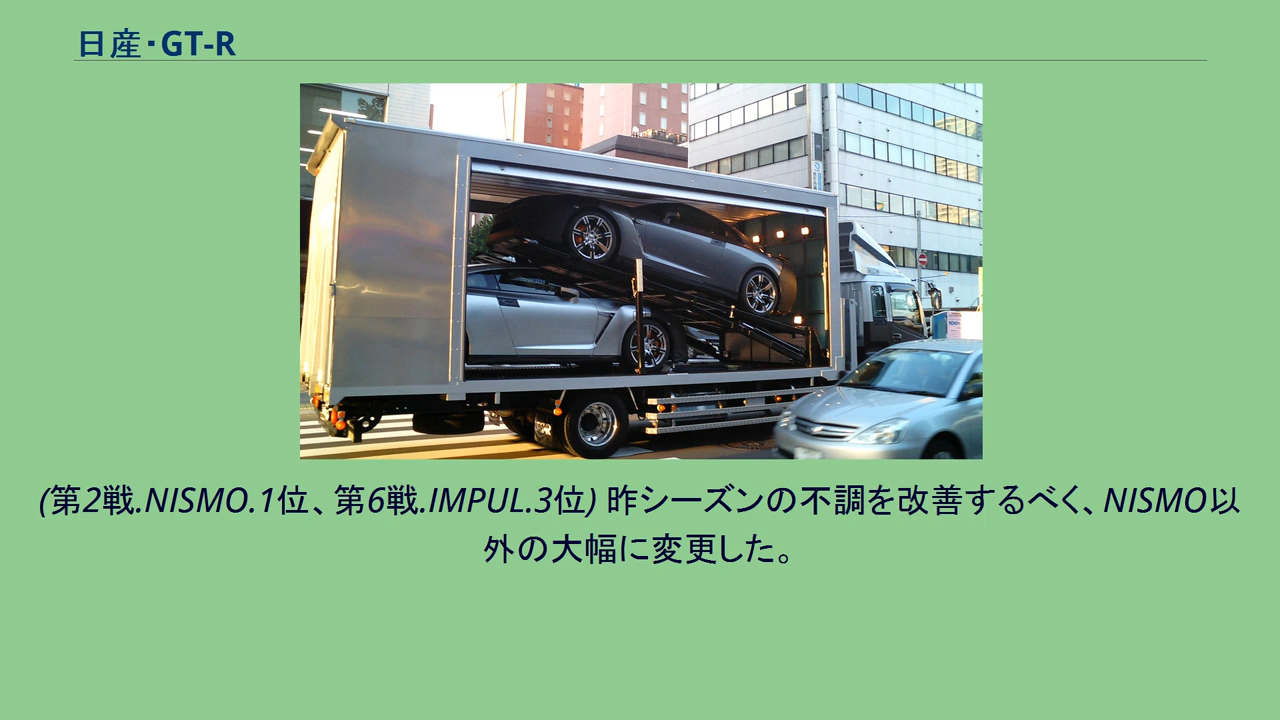 日産・GT-R
(第2戦.NISMO.1位、第6戦.IMPUL.3位) 昨シーズンの不調を改善するべく、NISMO以
外の大幅に変更した。